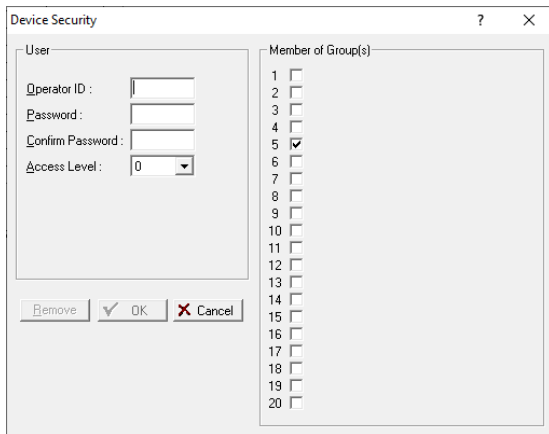 Device Security
User
Operator ID :
Password :
Confirm Password :
Access Level : 0
Remove OK Cancel
Member of Group(s)
1
2
3
4
5
6
7
8
9
10
11
12
13
14
15
16
17
18
19
20